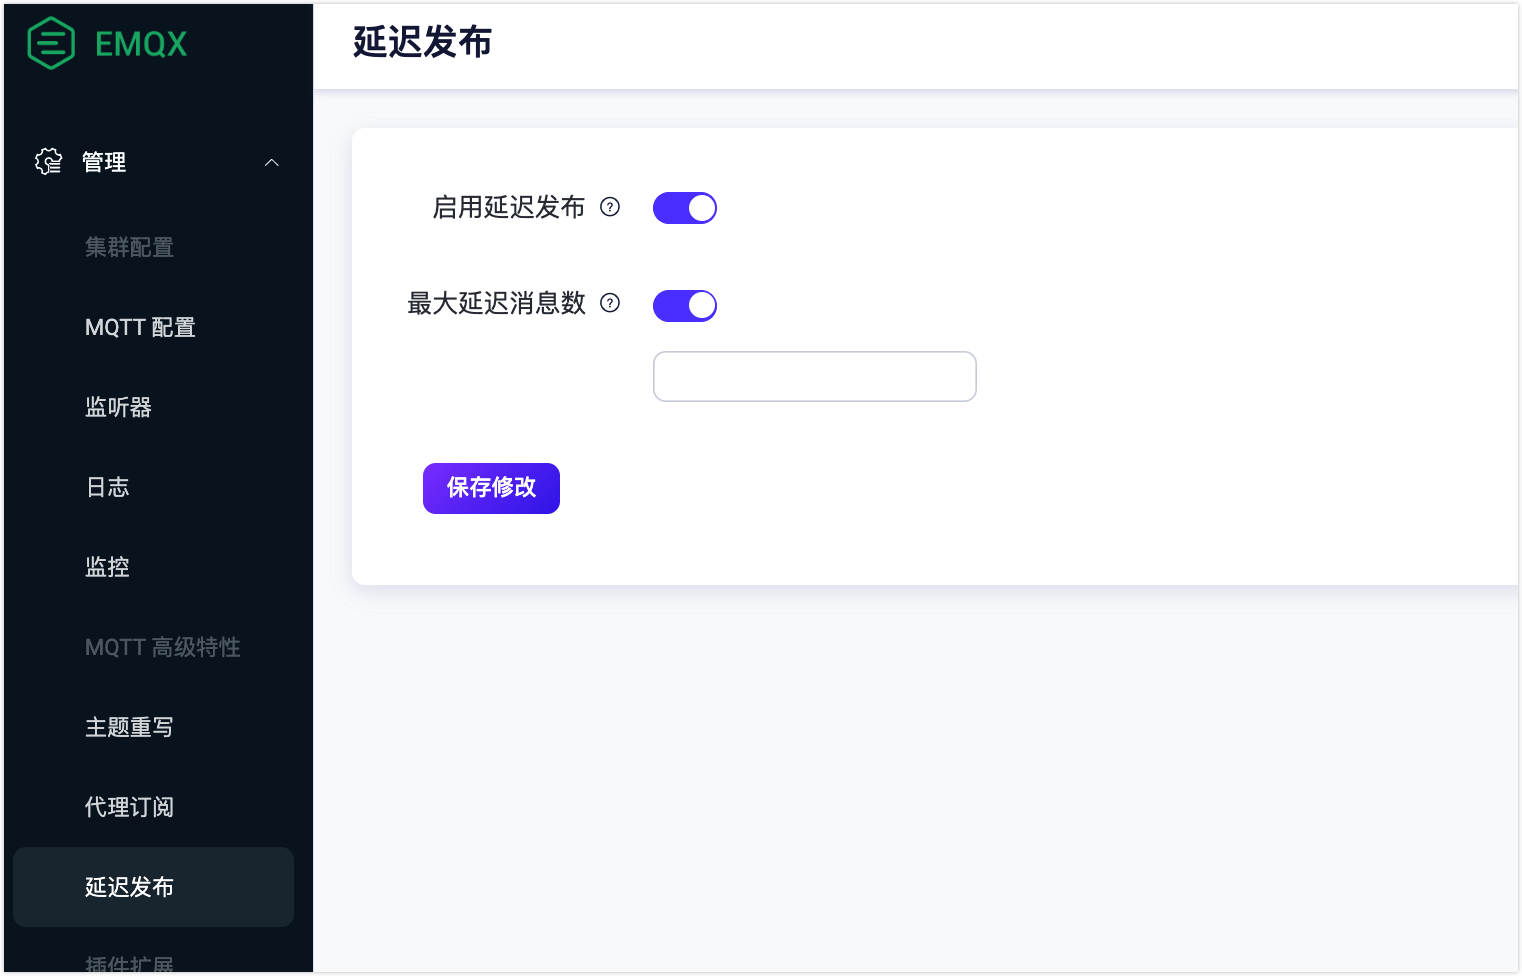 EMQX
管理
集群配置
MQTT 配置
监听器
日志
监控
MQTT 高级特性
主题重写
代理订阅
延迟发布
插件扩展
延迟发布
启用延迟发布
最大延迟消息数
保存修改